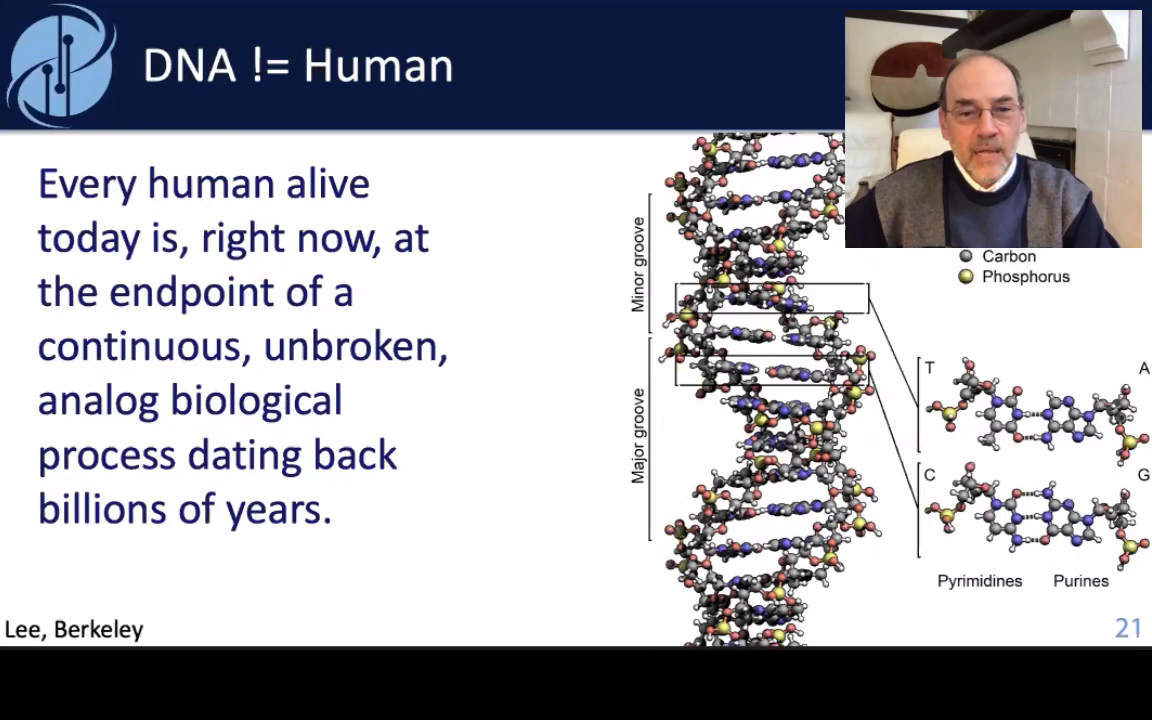 DNA != Human
Every human alive
today is, right now, at
the endpoint of a
continuous, unbroken,
analog biological
process dating back
billions of years.
Minor groove
Major groove
Carbon
Phosphorus
T
A
C
G
Pyrimidines
Purines
Lee, Berkeley
21